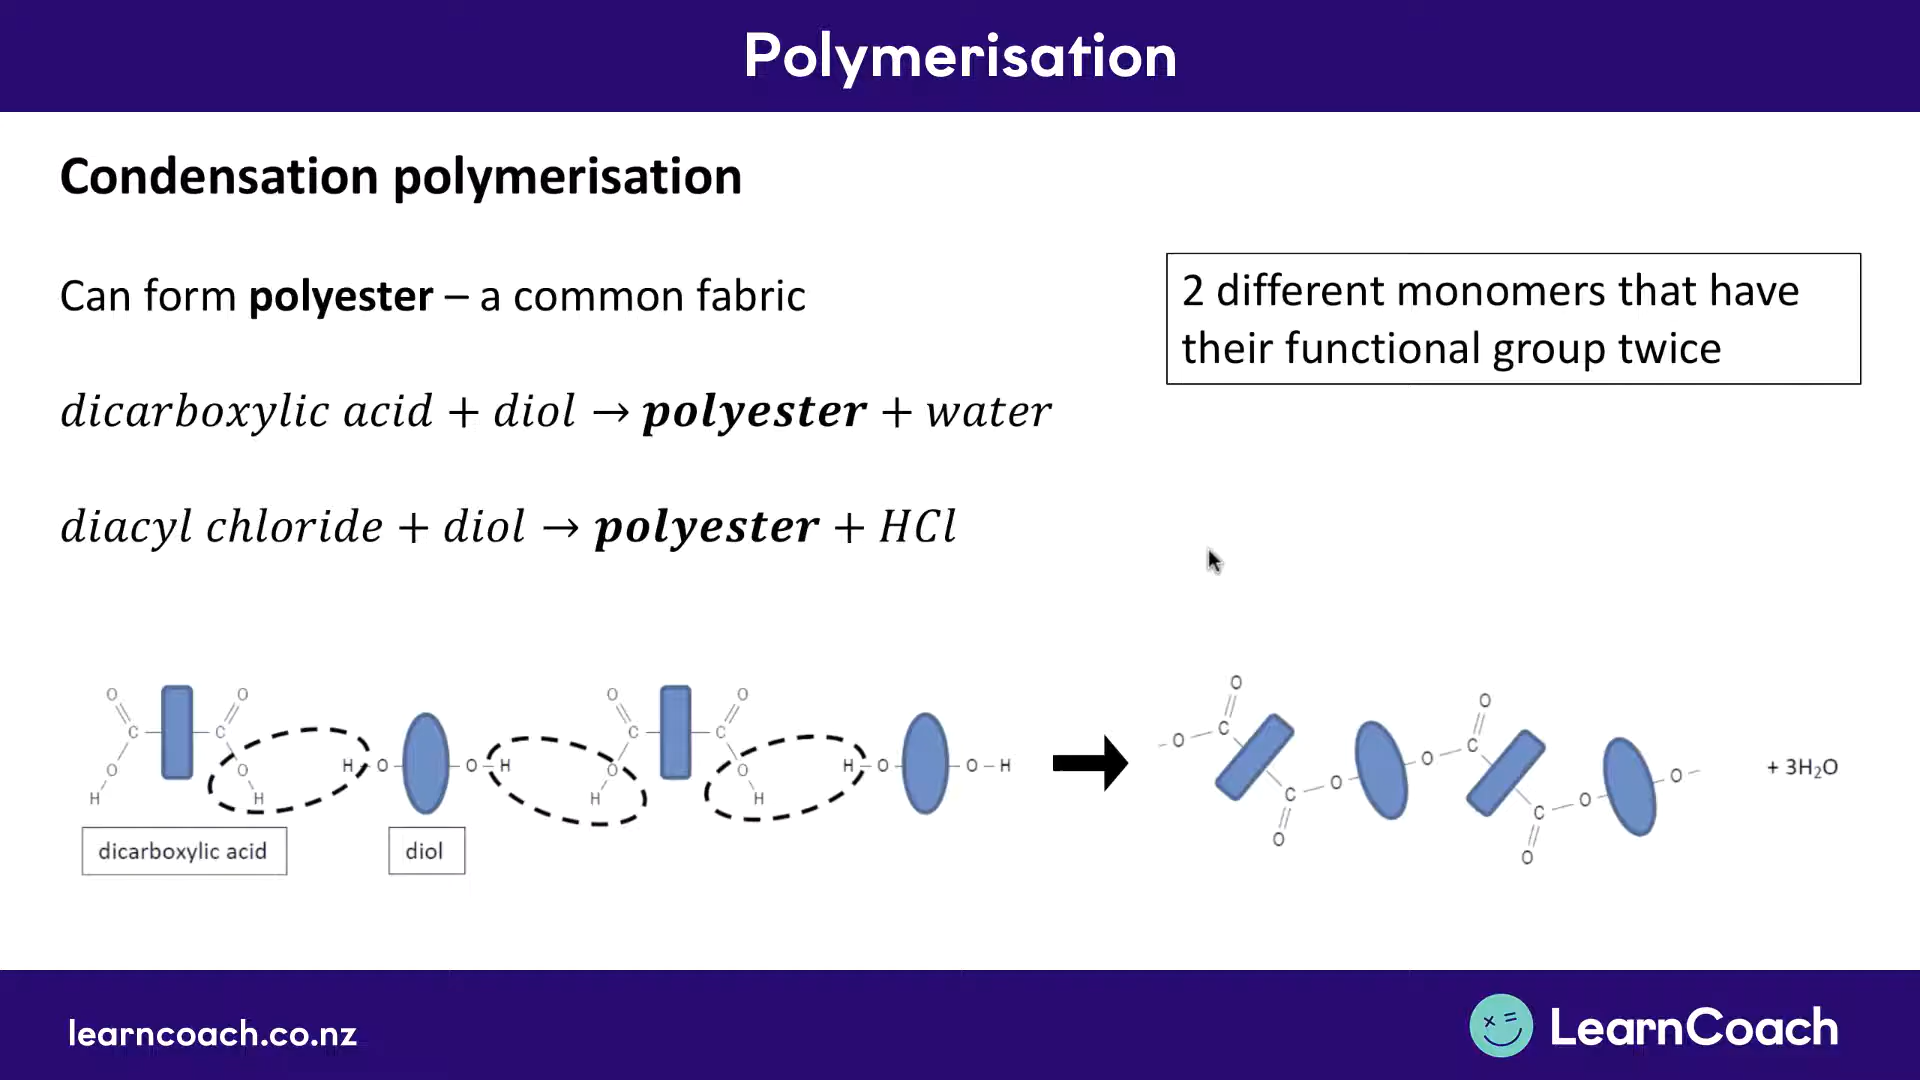 Polymerisation
Condensation polymerisation
Can form polyester – a common fabric
2 different monomers that have
their functional group twice
dicarboxylic acid + diol → polyester + water
diacyl chloride + diol → polyester + HCl
O O O O O O
C C C C C C
H O O H H O O H O O H H O O H O C O O C O O + 3H₂O
H H H H O O
dicarboxylic acid diol
learncoach.co.nz
LearnCoach